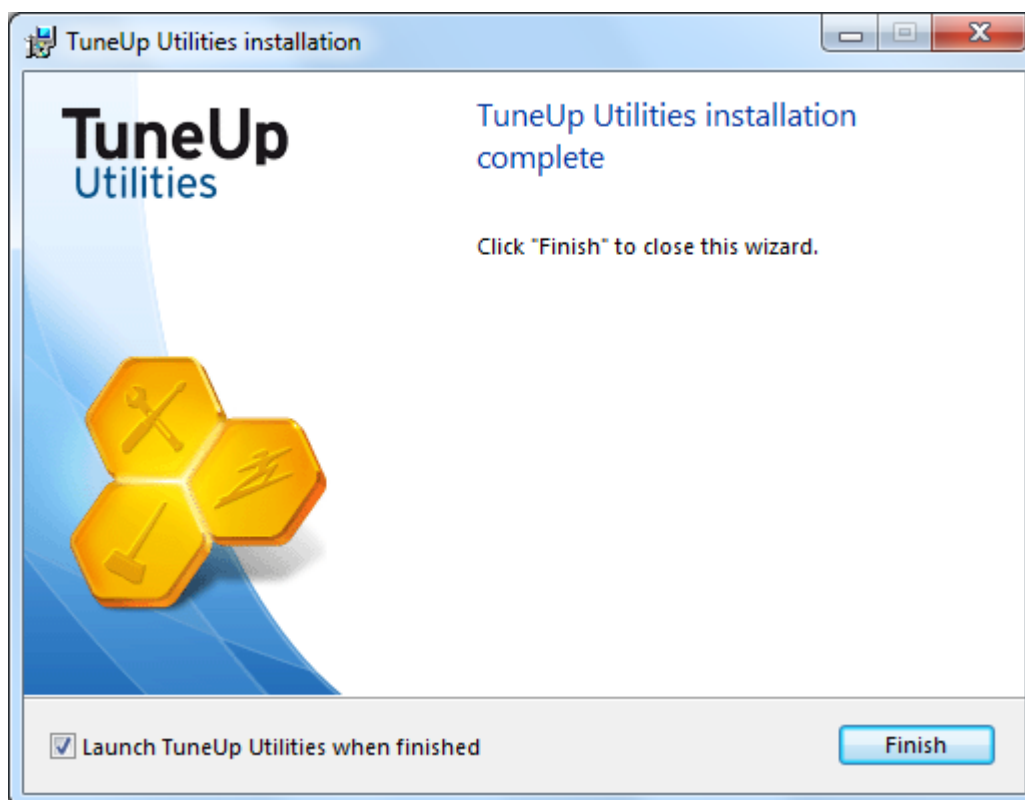 TuneUp Utilities installation
TuneUp
Utilities
TuneUp Utilities installation
complete
Click "Finish" to close this wizard.
Launch TuneUp Utilities when finished
Finish